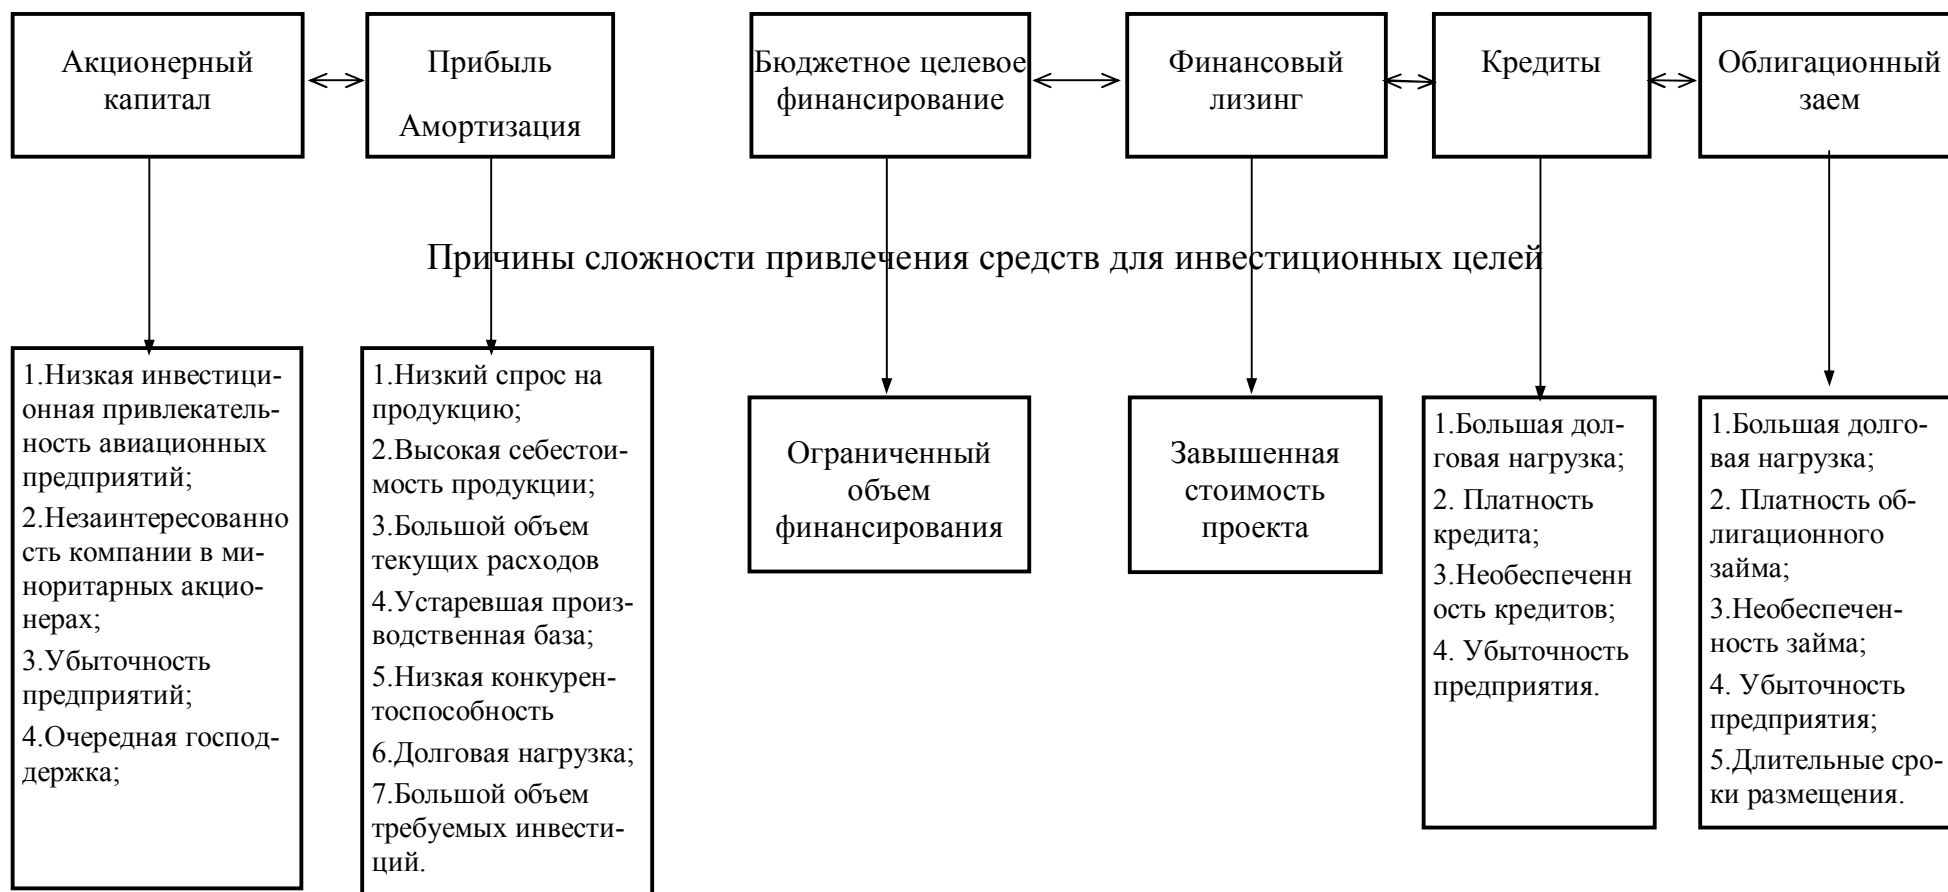 Акционерный
капитал
Прибыль
Амортизация
Бюджетное целевое
финансирование
Финансовый
лизинг
Кредиты
Облигационный
заем
Причины сложности привлечения средств для инвестиционных целей
1.Низкая инвестици-
онная привлекатель-
ность авиационных
предприятий;
2.Незаинтересованно
сть компании в ми-
норитарных акцио-
нерах;
3.Убыточность
предприятий;
4.Очередная господ-
держка;
1.Низкий спрос на
продукцию;
2.Высокая себестои-
мость продукции;
3.Большой объем
текущих расходов
4.Устаревшая произ-
водственная база;
5.Низкая конкурен-
тоспособность
6.Долговая нагрузка;
7.Большой объем
требуемых инвести-
ций.
Ограниченный
объем
финансирования
Завышенная
стоимость
проекта
1.Большая дол-
говая нагрузка;
2. Платность
кредита;
3.Необеспеченн
ость кредитов;
4. Убыточность
предприятия.
1.Большая долго-
вая нагрузка;
2. Платность об-
лигационного
займа;
3.Необеспечен-
ность займа;
4. Убыточность
предприятия;
5.Длительные сро-
ки размещения.